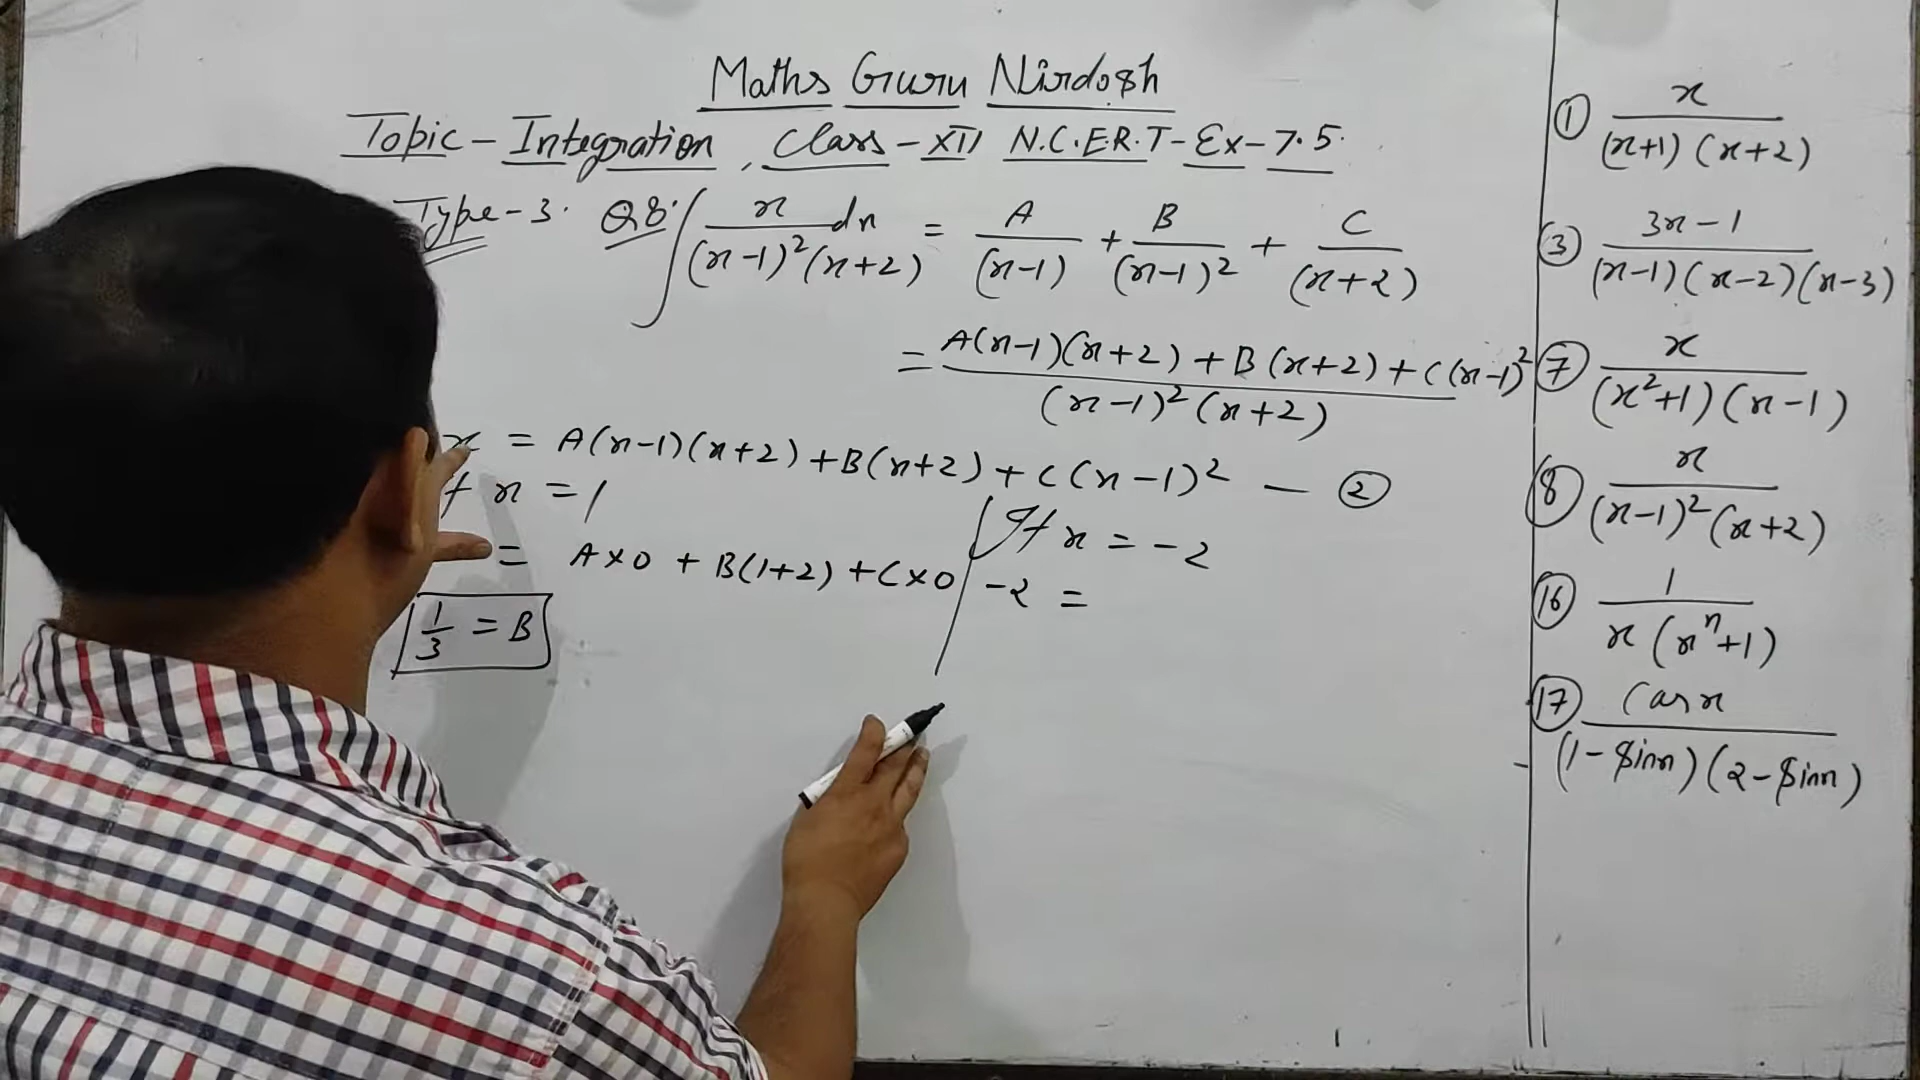 Maths Guru Nirdosh
Topic - Integration, Class - XII N.C.E.R.T - Ex - 7.5.
Type - 3. Q8. ∫ x/((x-1)²(x+2)) dx = A/(x-1) + B/(x-1)² + C/(x+2)
= (A(x-1)(x+2) + B(x+2) + C(x-1)²)/((x-1)²(x+2))
x = A(x-1)(x+2) + B(x+2) + C(x-1)² — ②
x = 1
= A×0 + B(1+2) + C×0
1/3 = B
If x = -2
-2 =
① x/((x+1)(x+2))
③ (3x-1)/((x-1)(x-2)(x-3))
⑦ x/((x²+1)(x-1))
⑧ x/((x-1)²(x+2))
⑯ 1/(x(xⁿ+1))
⑰ Cosx/((1-Sinx)(2-Sinx))